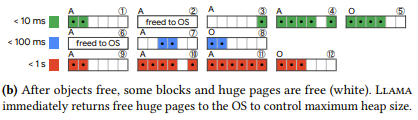 A ① A ② A ③ A ④ O ⑤
< 10 ms freed to OS
A ⑥ A ⑦ O ⑧
< 100 ms freed to OS
A ⑨ A ⑩ A ⑪ O ⑫
< 1 s
(b) After objects free, some blocks and huge pages are free (white). LLAMA
immediately returns free huge pages to the OS to control maximum heap size.